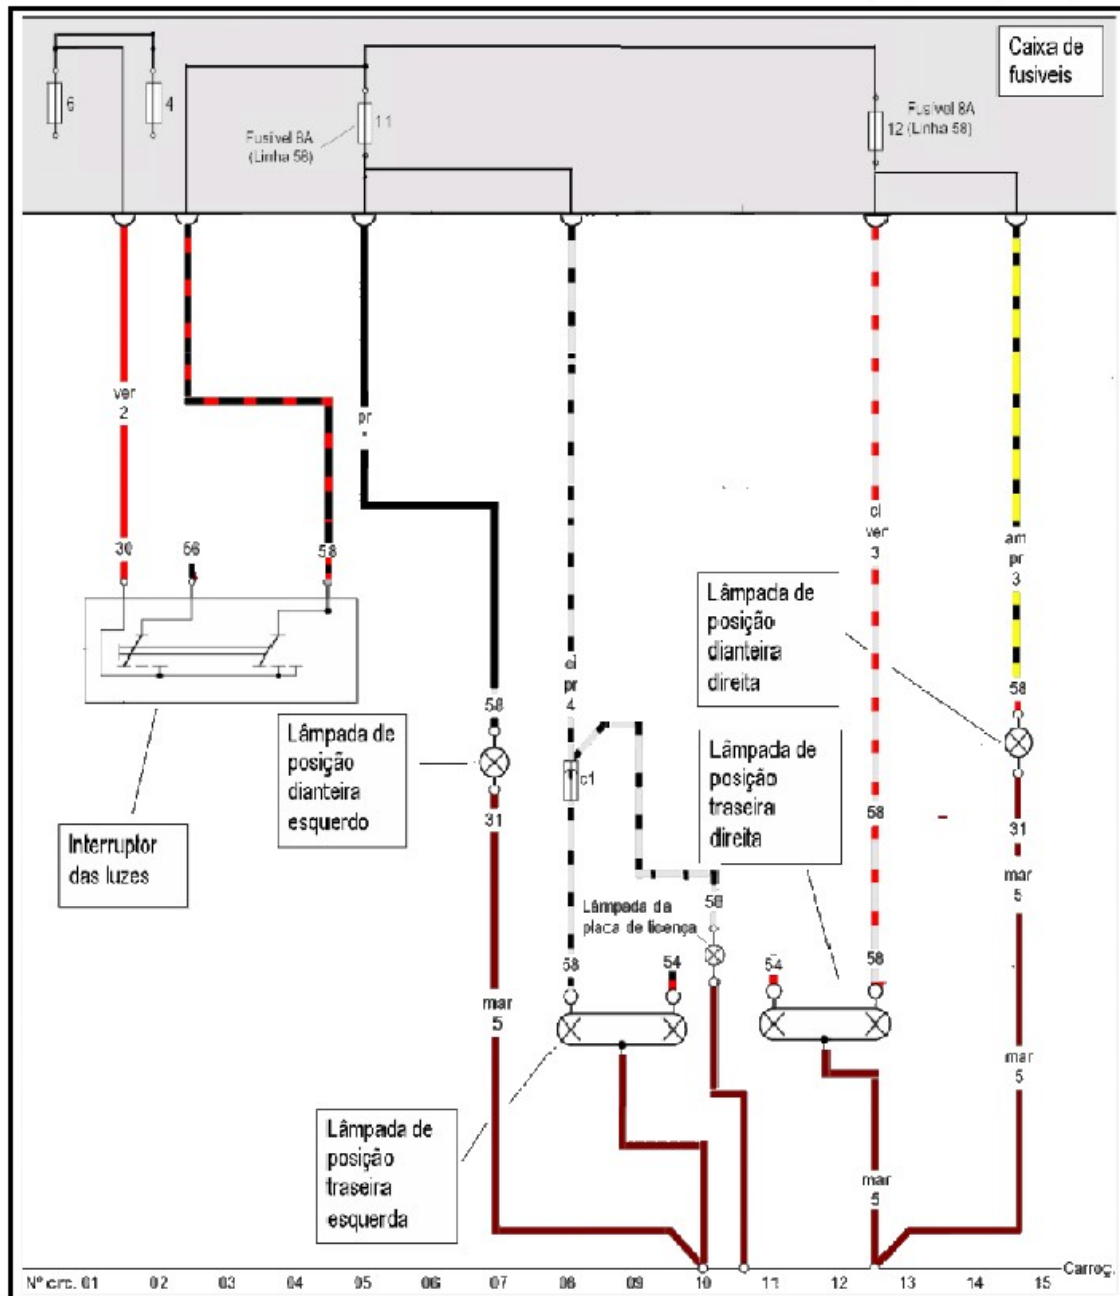 Caixa de
fusiveis
6
4
Fusível 8A
(Linha 58)
11
Fusível 8A
12 (Linha 58)
ver
2
pr
30
56
58
ci
ver
3
am
pr
3
Lâmpada de
posição
dianteira
direita
ci
pr
4
58
58
Lâmpada de
posição
dianteira
esquerdo
c1
Lâmpada de
posição
traseira
direita
31
58
31
Interruptor
das luzes
mar
5
58
Lâmpada da
placa de licença
58
54
54
58
mar
5
mar
5
Lâmpada de
posição
traseira
esquerda
mar
5
Nº circ. 01 02 03 04 05 06 07 08 09 10 11 12 13 14 15
Carroç.